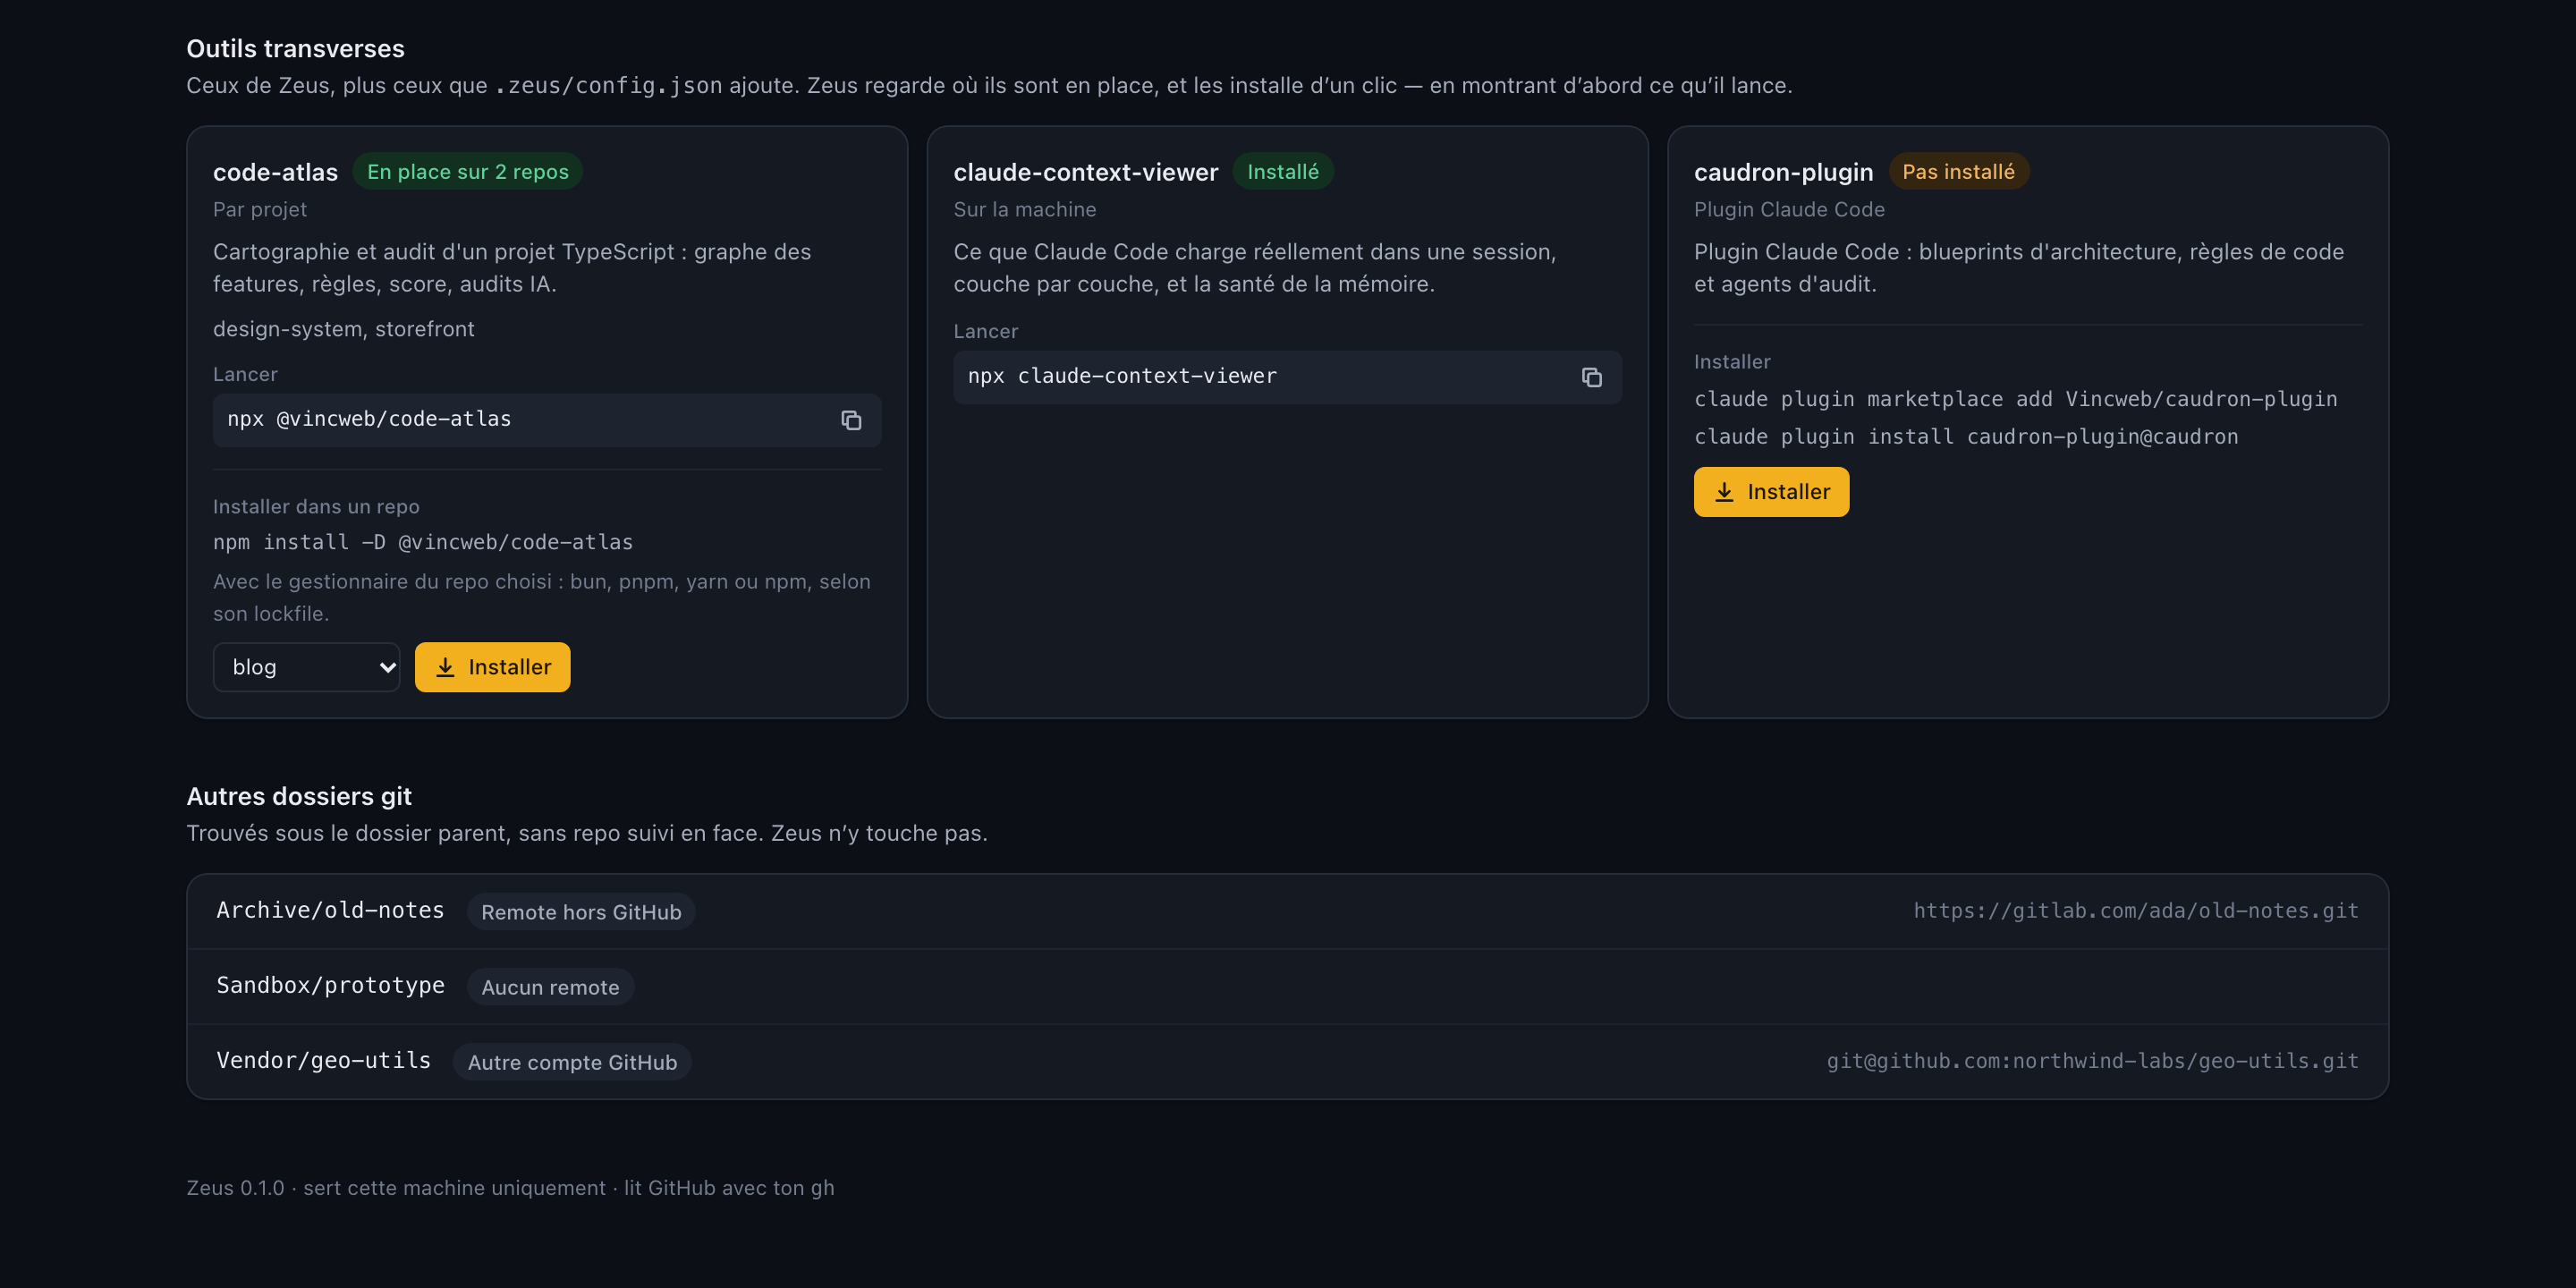 Outils transverses
Ceux de Zeus, plus ceux que .zeus/config.json ajoute. Zeus regarde où ils sont en place, et les installe d’un clic — en montrant d’abord ce qu’il lance.
code-atlas En place sur 2 repos
Par projet
Cartographie et audit d'un projet TypeScript : graphe des
features, règles, score, audits IA.
design-system, storefront
Lancer
npx @vincweb/code-atlas
Installer dans un repo
npm install -D @vincweb/code-atlas
Avec le gestionnaire du repo choisi : bun, pnpm, yarn ou npm, selon
son lockfile.
blog Installer
claude-context-viewer Installé
Sur la machine
Ce que Claude Code charge réellement dans une session,
couche par couche, et la santé de la mémoire.
Lancer
npx claude-context-viewer
caudron-plugin Pas installé
Plugin Claude Code
Plugin Claude Code : blueprints d'architecture, règles de code
et agents d'audit.
Installer
claude plugin marketplace add Vincweb/caudron-plugin
claude plugin install caudron-plugin@caudron
Installer
Autres dossiers git
Trouvés sous le dossier parent, sans repo suivi en face. Zeus n’y touche pas.
Archive/old-notes Remote hors GitHub https://gitlab.com/ada/old-notes.git
Sandbox/prototype Aucun remote
Vendor/geo-utils Autre compte GitHub git@github.com:northwind-labs/geo-utils.git
Zeus 0.1.0 · sert cette machine uniquement · lit GitHub avec ton gh